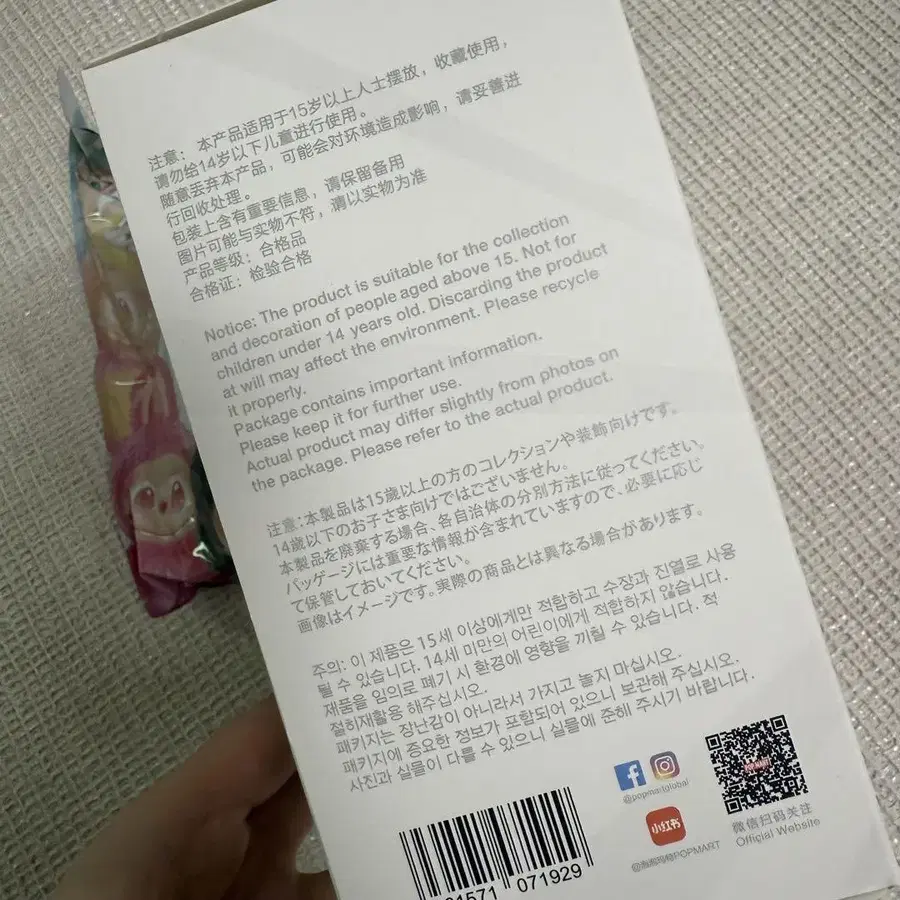 注意：本产品适用于15岁以上人士摆放，收藏使用，
请勿给14岁以下儿童进行使用。
随意丢弃本产品，可能会对环境造成影响，请妥善进
行回收处理。
包装上含有重要信息，请保留备用
图片可能与实物不符，请以实物为准
产品等级：合格品
合格证：检验合格
Notice: The product is suitable for the collection
and decoration of people aged above 15. Not for
children under 14 years old. Discarding the product
at will may affect the environment. Please recycle
it properly.
Package contains important information.
Please keep it for further use.
Actual product may differ slightly from photos on
the package. Please refer to the actual product.
注意：本製品は15歳以上の方のコレクションや装飾向けです。
14歳以下のお子さま向けではございません。
本製品を廃棄する場合、各自治体の分別方法に従ってください。
パッゲージには重要な情報が含まれていますので、必要に応じ
て保管しておいてください。
画像はイメージです。実際の商品とは異なる場合があります。
주의: 이 제품은 15세 이상에게만 적합하고 수장과 진열로 사용
될 수 있습니다. 14세 미만의 어린이에게 적합하지 않습니다.
제품을 임의로 폐기 시 환경에 영향을 끼칠 수 있습니다. 적
절히재활용 해주십시오.
패키지는 장난감이 아니라서 가지고 놀지 마십시오.
패키지에 중요한 정보가 포함되어 있으니 보관해 주십시오.
사진과 실물이 다를 수 있으니 실물에 준해 주시기 바랍니다.
@popmartglobal
POP MART
小红书
@泡泡玛特POPMART
微信扫码关注
Official Website
071929